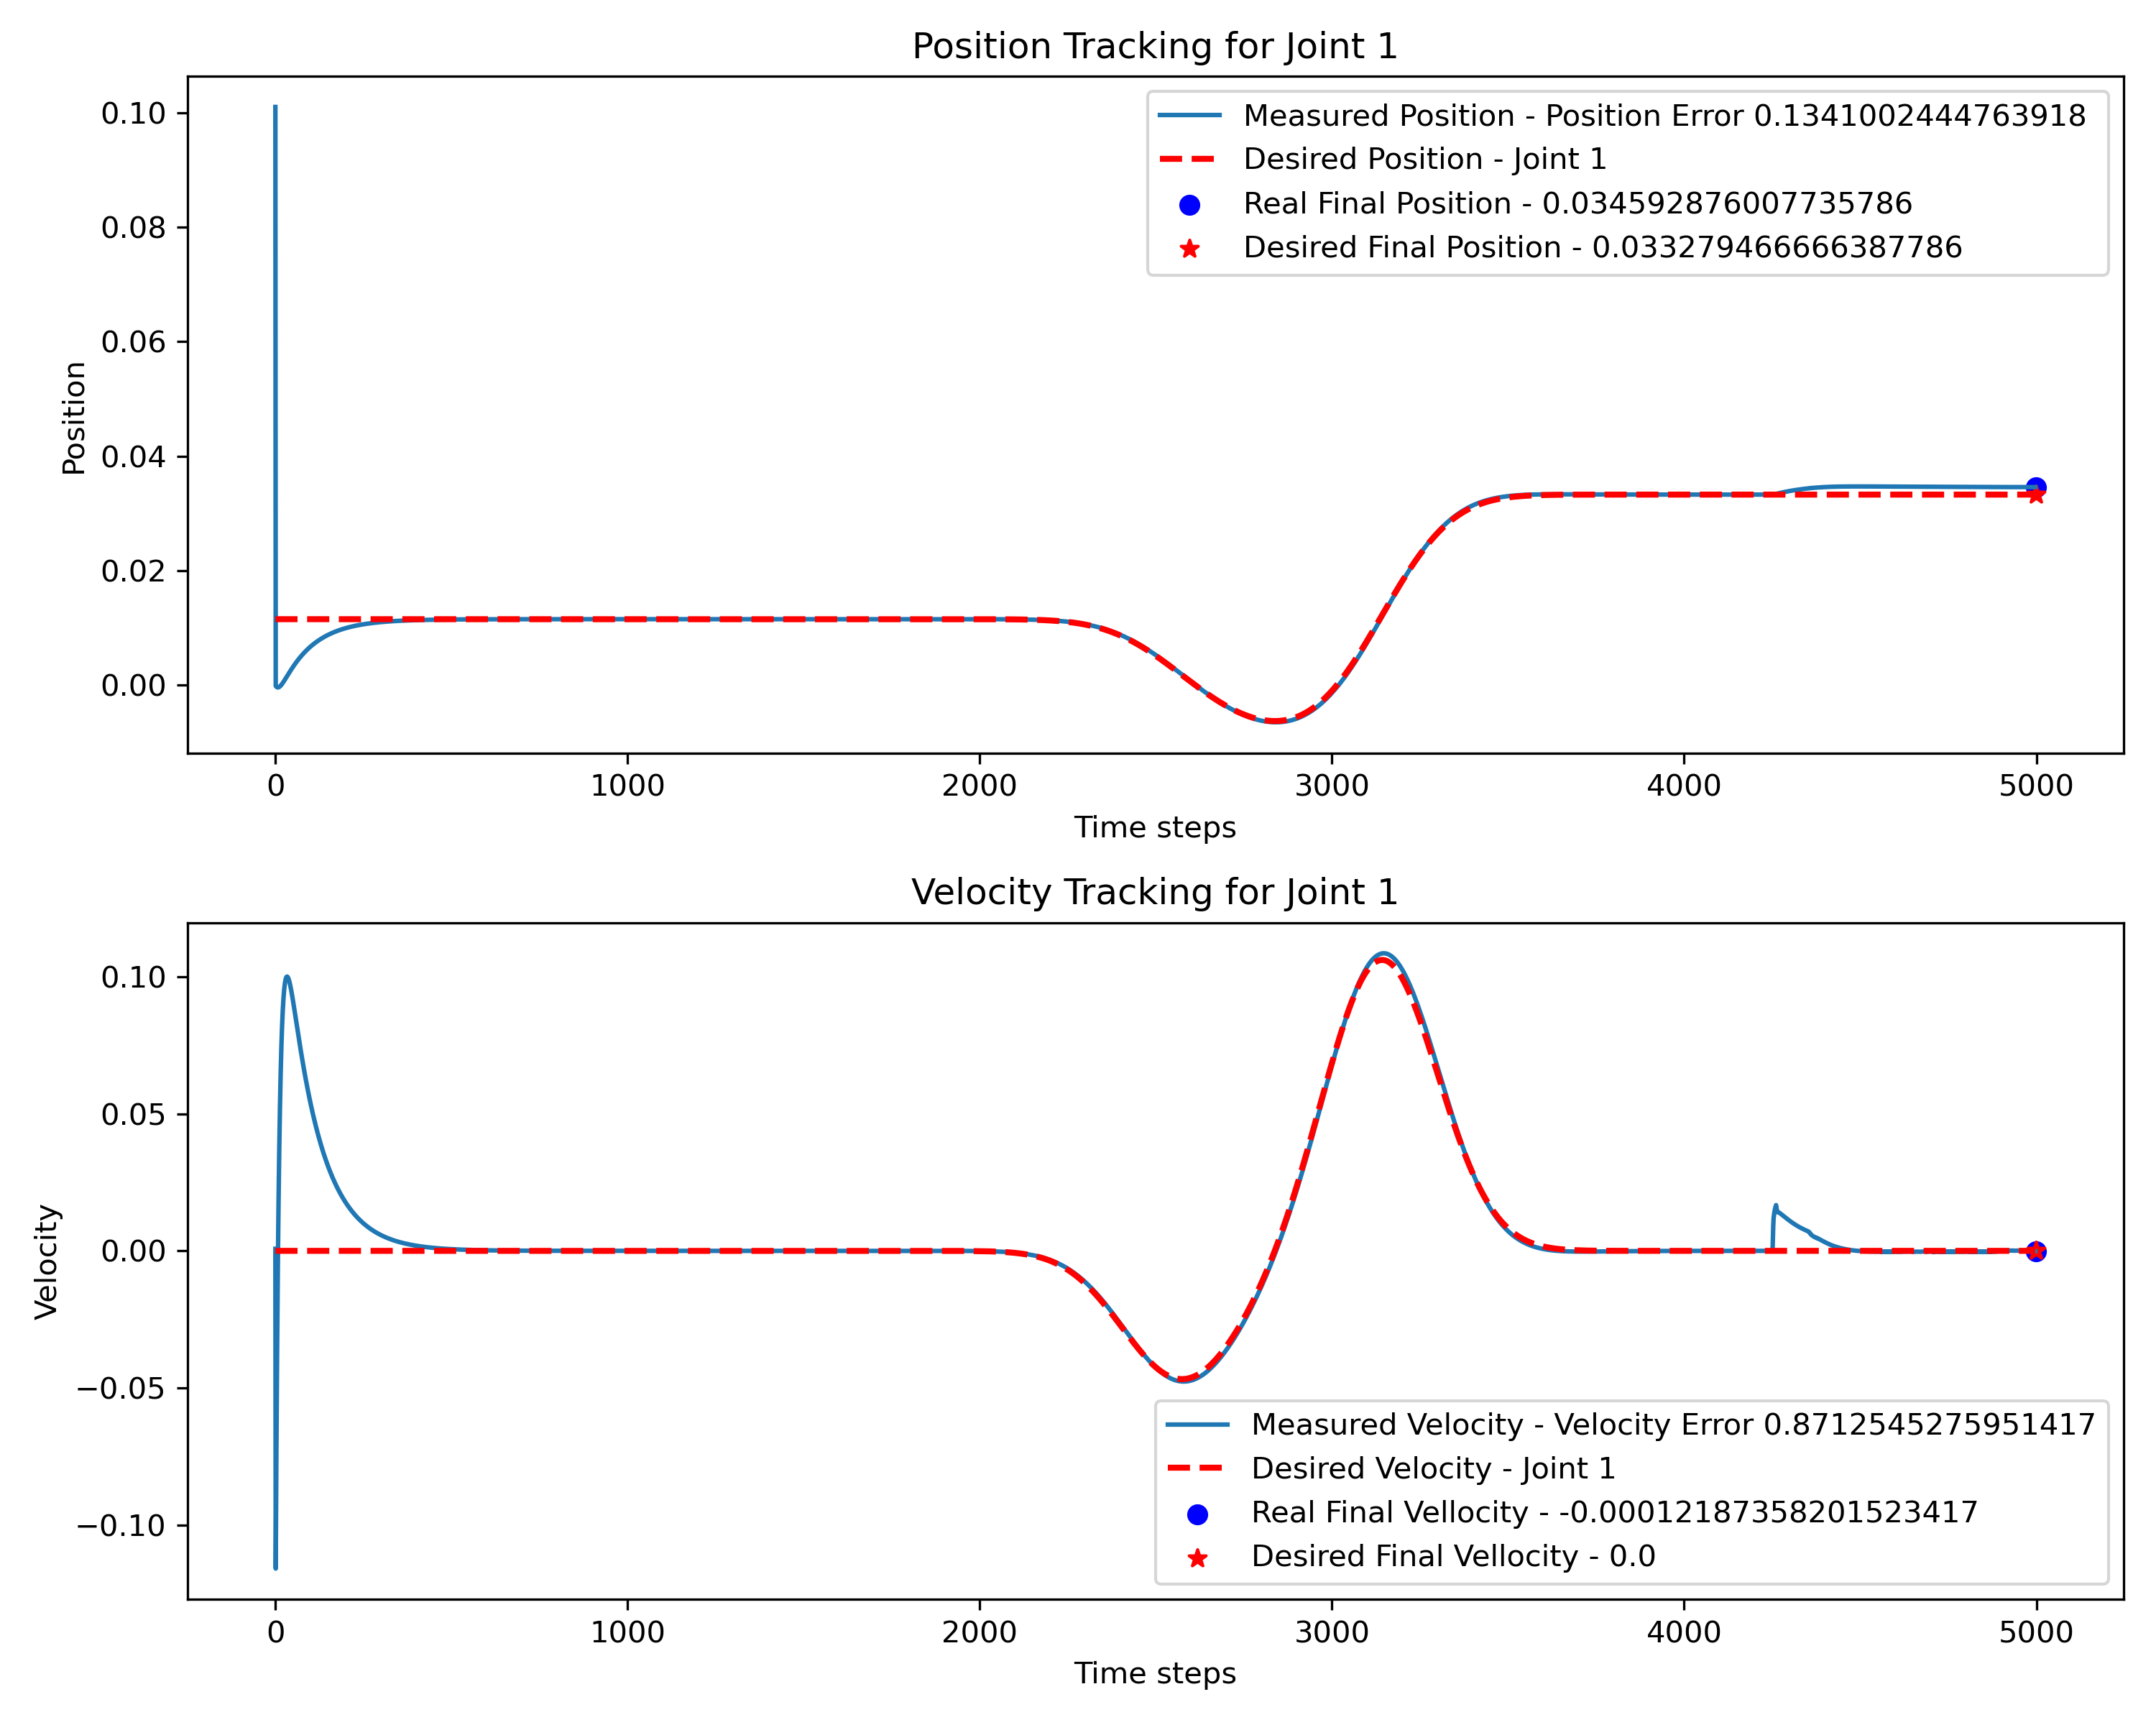 Position Tracking for Joint 1
0.10
0.08
0.06
0.04
0.02
0.00
Position
Measured Position - Position Error 0.1341002444763918
Desired Position - Joint 1
Real Final Position - 0.034592876007735786
Desired Final Position - 0.033279466666387786
0
1000
2000
3000
4000
5000
Time steps
Velocity Tracking for Joint 1
0.10
0.05
0.00
−0.05
−0.10
Velocity
Measured Velocity - Velocity Error 0.8712545275951417
Desired Velocity - Joint 1
Real Final Vellocity - -0.00012187358201523417
Desired Final Vellocity - 0.0
0
1000
2000
3000
4000
5000
Time steps